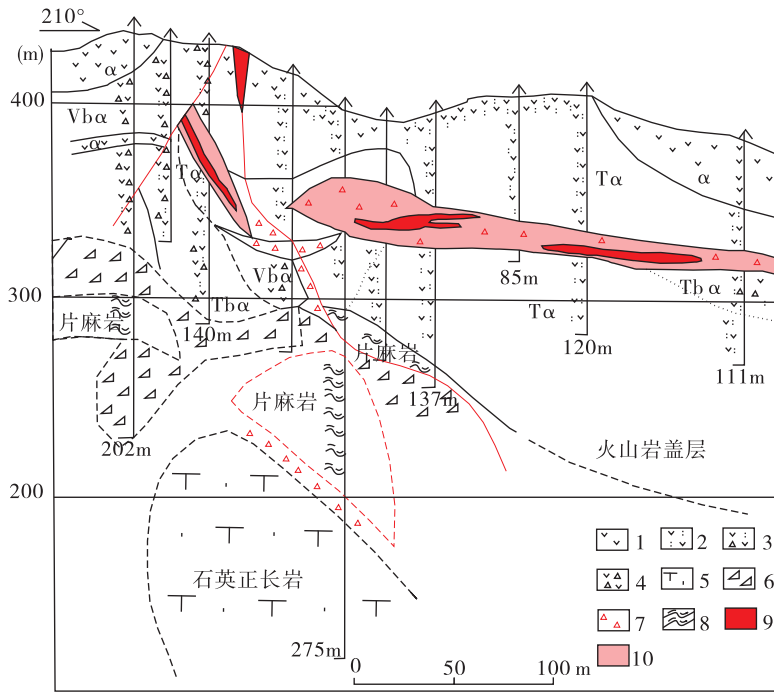 210°
(m)
α
400
Vbα
α
Tα
Tα
α
Vbα
85m
Tbα
300
Tbα
Tα
片麻岩
140m
片麻岩
120m
111m
片麻岩
137m
202m
火山岩盖层
200
1
2
3
石英正长岩
4
5
6
7
8
9
275m
0
50
100 m
10